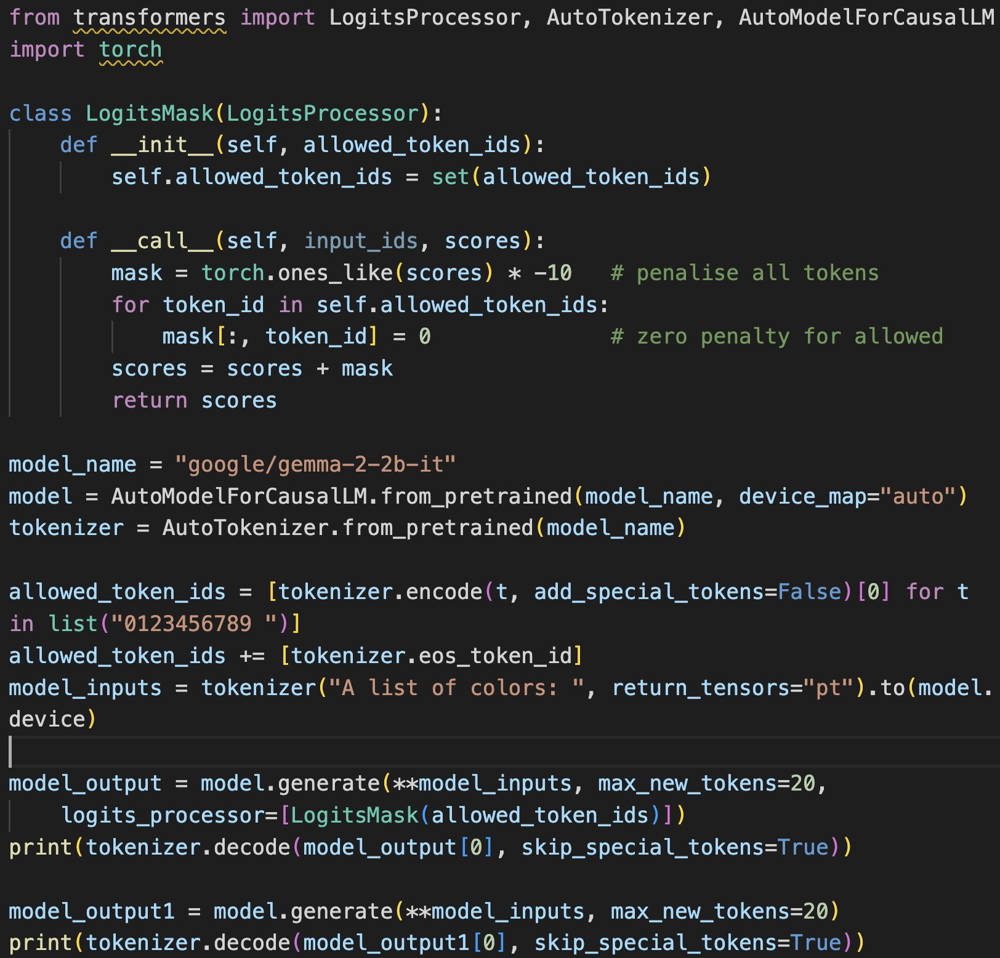 from transformers import LogitsProcessor, AutoTokenizer, AutoModelForCausalLM
import torch

class LogitsMask(LogitsProcessor):
    def __init__(self, allowed_token_ids):
        self.allowed_token_ids = set(allowed_token_ids)

    def __call__(self, input_ids, scores):
        mask = torch.ones_like(scores) * -10   # penalise all tokens
        for token_id in self.allowed_token_ids:
            mask[:, token_id] = 0              # zero penalty for allowed
        scores = scores + mask
        return scores

model_name = "google/gemma-2-2b-it"
model = AutoModelForCausalLM.from_pretrained(model_name, device_map="auto")
tokenizer = AutoTokenizer.from_pretrained(model_name)

allowed_token_ids = [tokenizer.encode(t, add_special_tokens=False)[0] for t
in list("0123456789 ")]
allowed_token_ids += [tokenizer.eos_token_id]
model_inputs = tokenizer("A list of colors: ", return_tensors="pt").to(model.
device)

model_output = model.generate(**model_inputs, max_new_tokens=20,
    logits_processor=[LogitsMask(allowed_token_ids)])
print(tokenizer.decode(model_output[0], skip_special_tokens=True))

model_output1 = model.generate(**model_inputs, max_new_tokens=20)
print(tokenizer.decode(model_output1[0], skip_special_tokens=True))